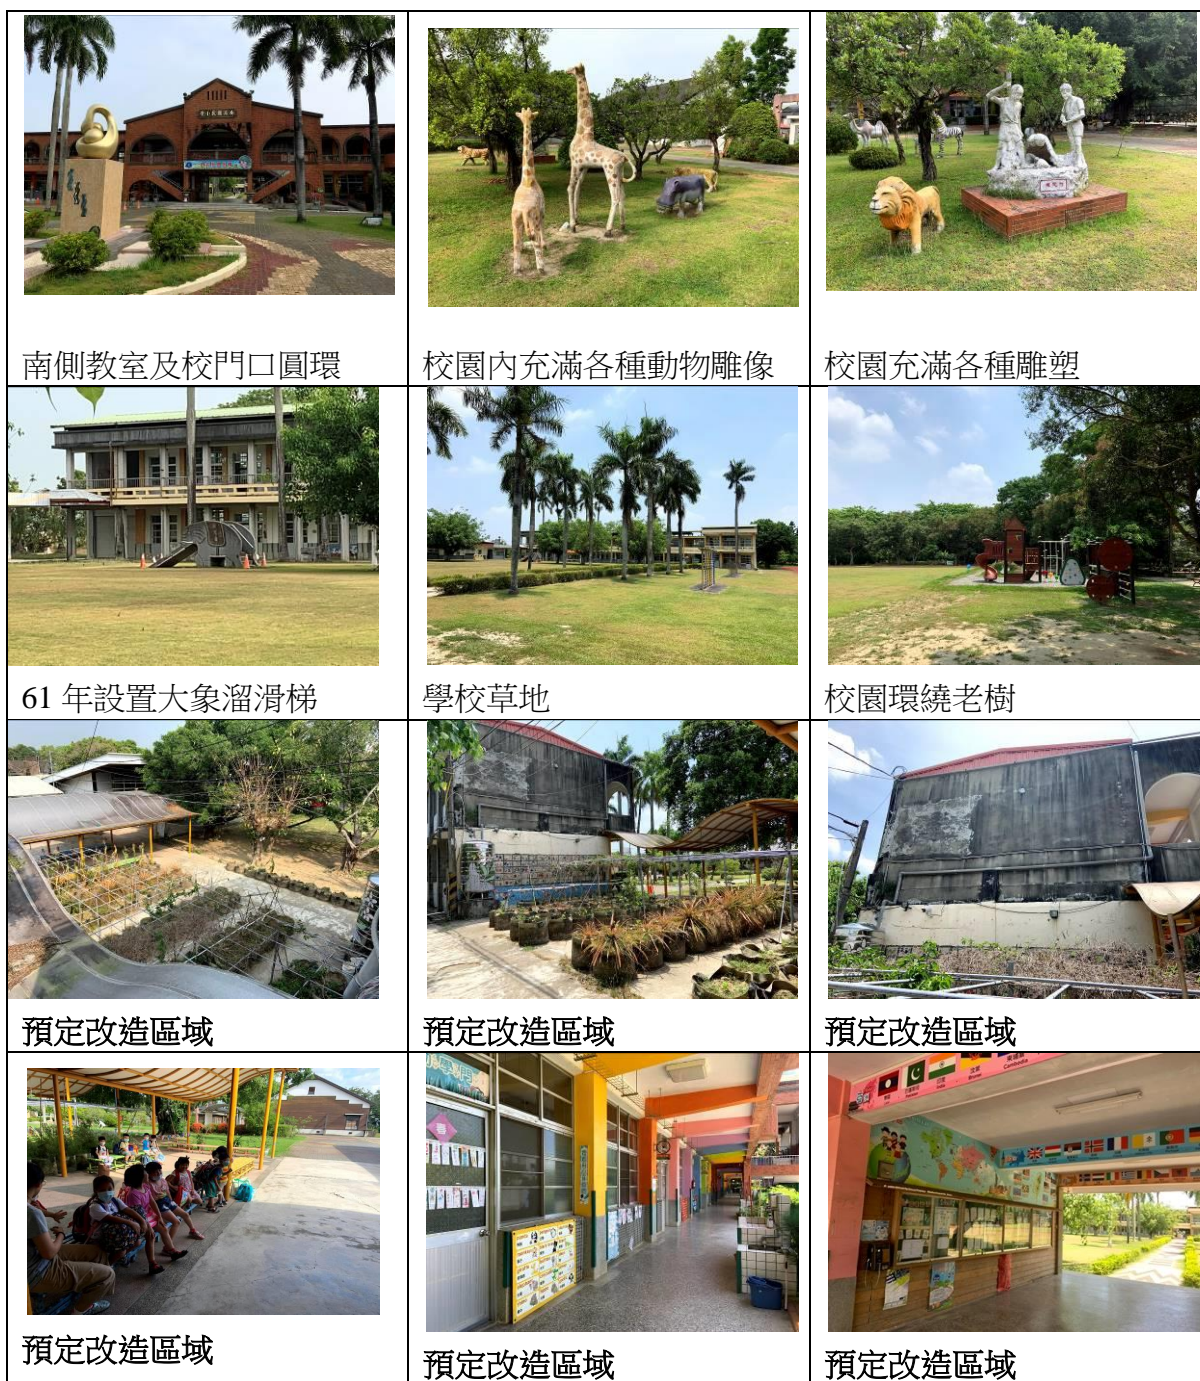 南側教室及校門口圓環
校園內充滿各種動物雕像
校園充滿各種雕塑
61 年設置大象溜滑梯
學校草地
校園環繞老樹
預定改造區域
預定改造區域
預定改造區域
預定改造區域
預定改造區域
預定改造區域